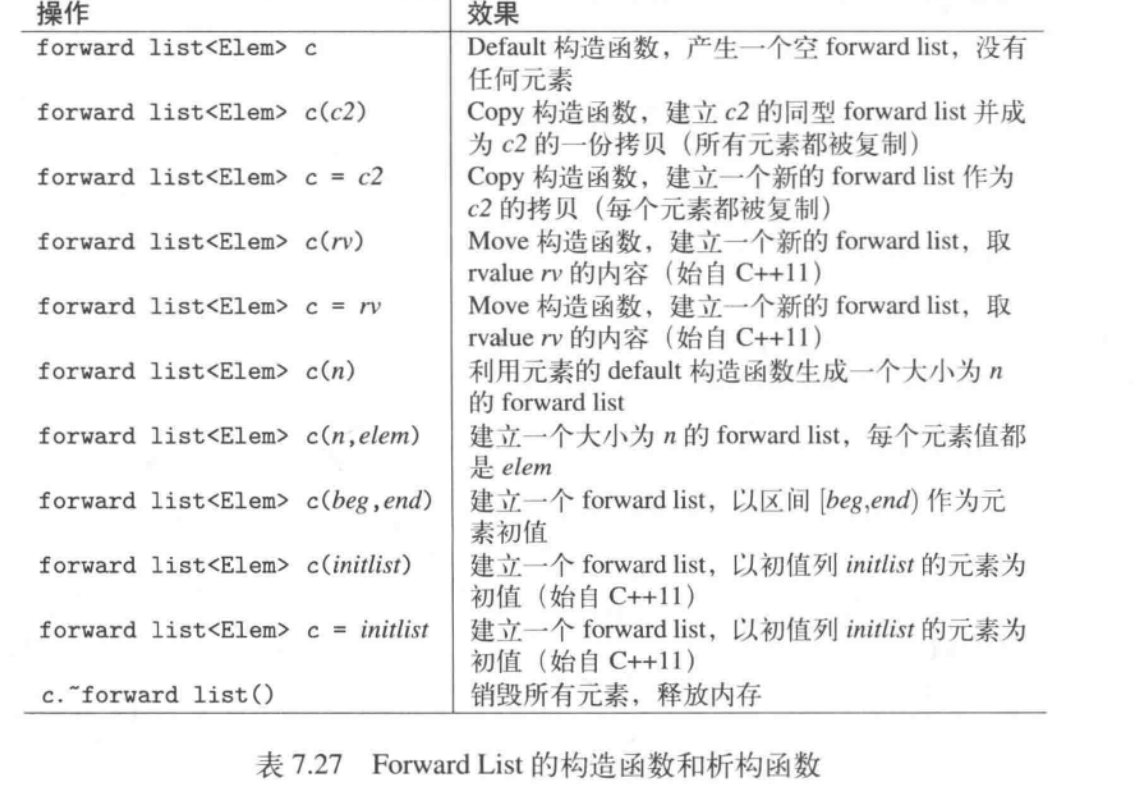 操作 效果
forward list<Elem> c Default 构造函数，产生一个空 forward list，没有
任何元素
forward list<Elem> c(c2) Copy 构造函数，建立 c2 的同型 forward list 并成
为 c2 的一份拷贝（所有元素都被复制）
forward list<Elem> c = c2 Copy 构造函数，建立一个新的 forward list 作为
c2 的拷贝（每个元素都被复制）
forward list<Elem> c(rv) Move 构造函数，建立一个新的 forward list，取
rvalue rv 的内容（始自 C++11）
forward list<Elem> c = rv Move 构造函数，建立一个新的 forward list，取
rvalue rv 的内容（始自 C++11）
forward list<Elem> c(n) 利用元素的 default 构造函数生成一个大小为 n
的 forward list
forward list<Elem> c(n,elem) 建立一个大小为 n 的 forward list，每个元素值都
是 elem
forward list<Elem> c(beg,end) 建立一个 forward list，以区间 [beg,end) 作为元
素初值
forward list<Elem> c(initlist) 建立一个 forward list，以初值列 initlist 的元素为
初值（始自 C++11）
forward list<Elem> c = initlist 建立一个 forward list，以初值列 initlist 的元素为
初值（始自 C++11）
c.~forward list() 销毁所有元素，释放内存
表 7.27 Forward List 的构造函数和析构函数